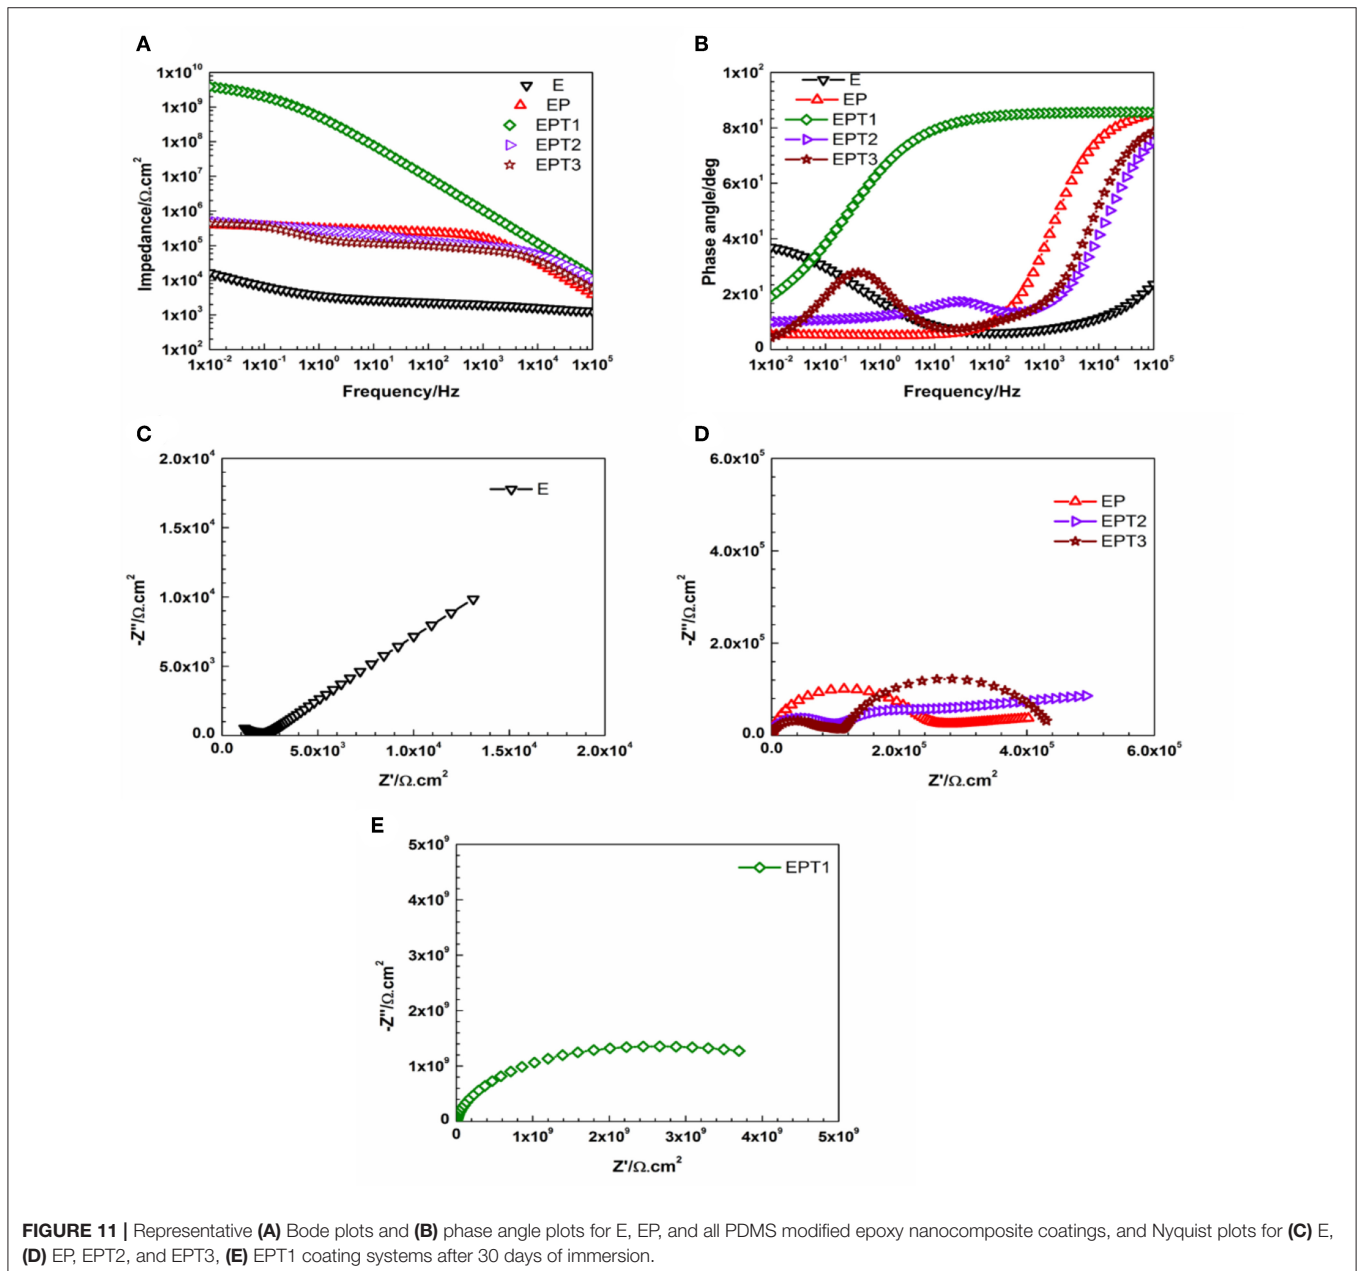 A
1x10^10
1x10^9
1x10^8
1x10^7
1x10^6
1x10^5
1x10^4
1x10^3
1x10^2
Impedance/Ω.cm^2
E
EP
EPT1
EPT2
EPT3
1x10^-2 1x10^-1 1x10^0 1x10^1 1x10^2 1x10^3 1x10^4 1x10^5
Frequency/Hz
B
1x10^2
8x10^1
6x10^1
4x10^1
2x10^1
0
Phase angle/deg
E
EP
EPT1
EPT2
EPT3
1x10^-2 1x10^-1 1x10^0 1x10^1 1x10^2 1x10^3 1x10^4 1x10^5
Frequency/Hz
C
2.0x10^4
1.5x10^4
1.0x10^4
5.0x10^3
0.0
-Z''/Ω.cm^2
E
0.0 5.0x10^3 1.0x10^4 1.5x10^4 2.0x10^4
Z'/Ω.cm^2
D
6.0x10^5
4.0x10^5
2.0x10^5
0.0
-Z''/Ω.cm^2
EP
EPT2
EPT3
0.0 2.0x10^5 4.0x10^5 6.0x10^5
Z'/Ω.cm^2
E
5x10^9
4x10^9
3x10^9
2x10^9
1x10^9
0
-Z''/Ω.cm^2
EPT1
0 1x10^9 2x10^9 3x10^9 4x10^9 5x10^9
Z'/Ω.cm^2
FIGURE 11 | Representative (A) Bode plots and (B) phase angle plots for E, EP, and all PDMS modified epoxy nanocomposite coatings, and Nyquist plots for (C) E,
(D) EP, EPT2, and EPT3, (E) EPT1 coating systems after 30 days of immersion.